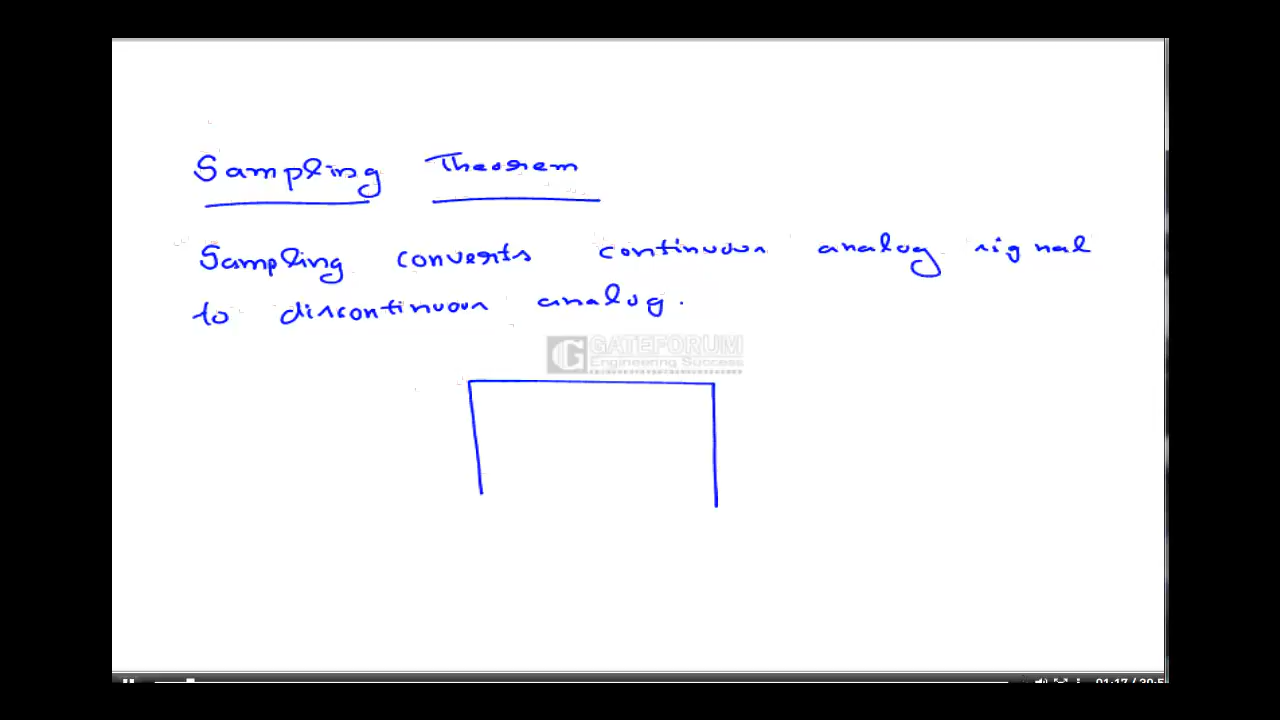 Sampling Theorem
Sampling converts continuous analog signal
to discontinuous analog.
GATEFORUM
Engineering Success